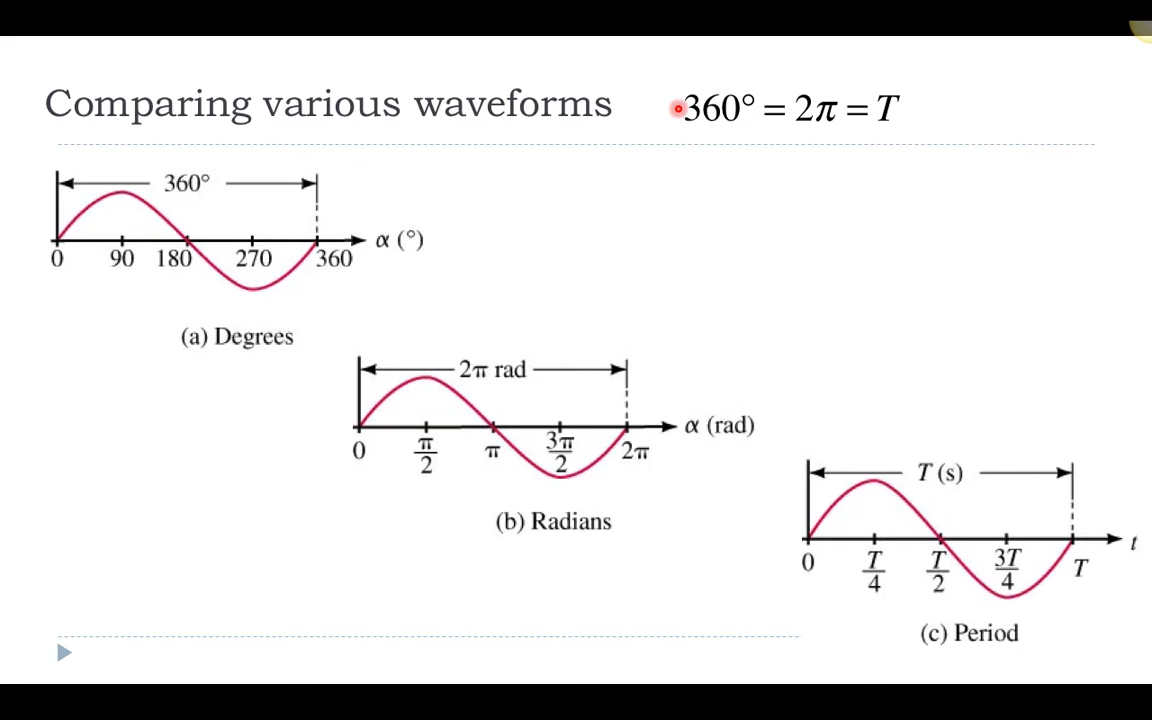 Comparing various waveforms 360° = 2π = T
360°
α (°)
0 90 180 270 360
(a) Degrees
2π rad
α (rad)
0 π/2 π 3π/2 2π
(b) Radians
T (s)
t
0 T/4 T/2 3T/4 T
(c) Period